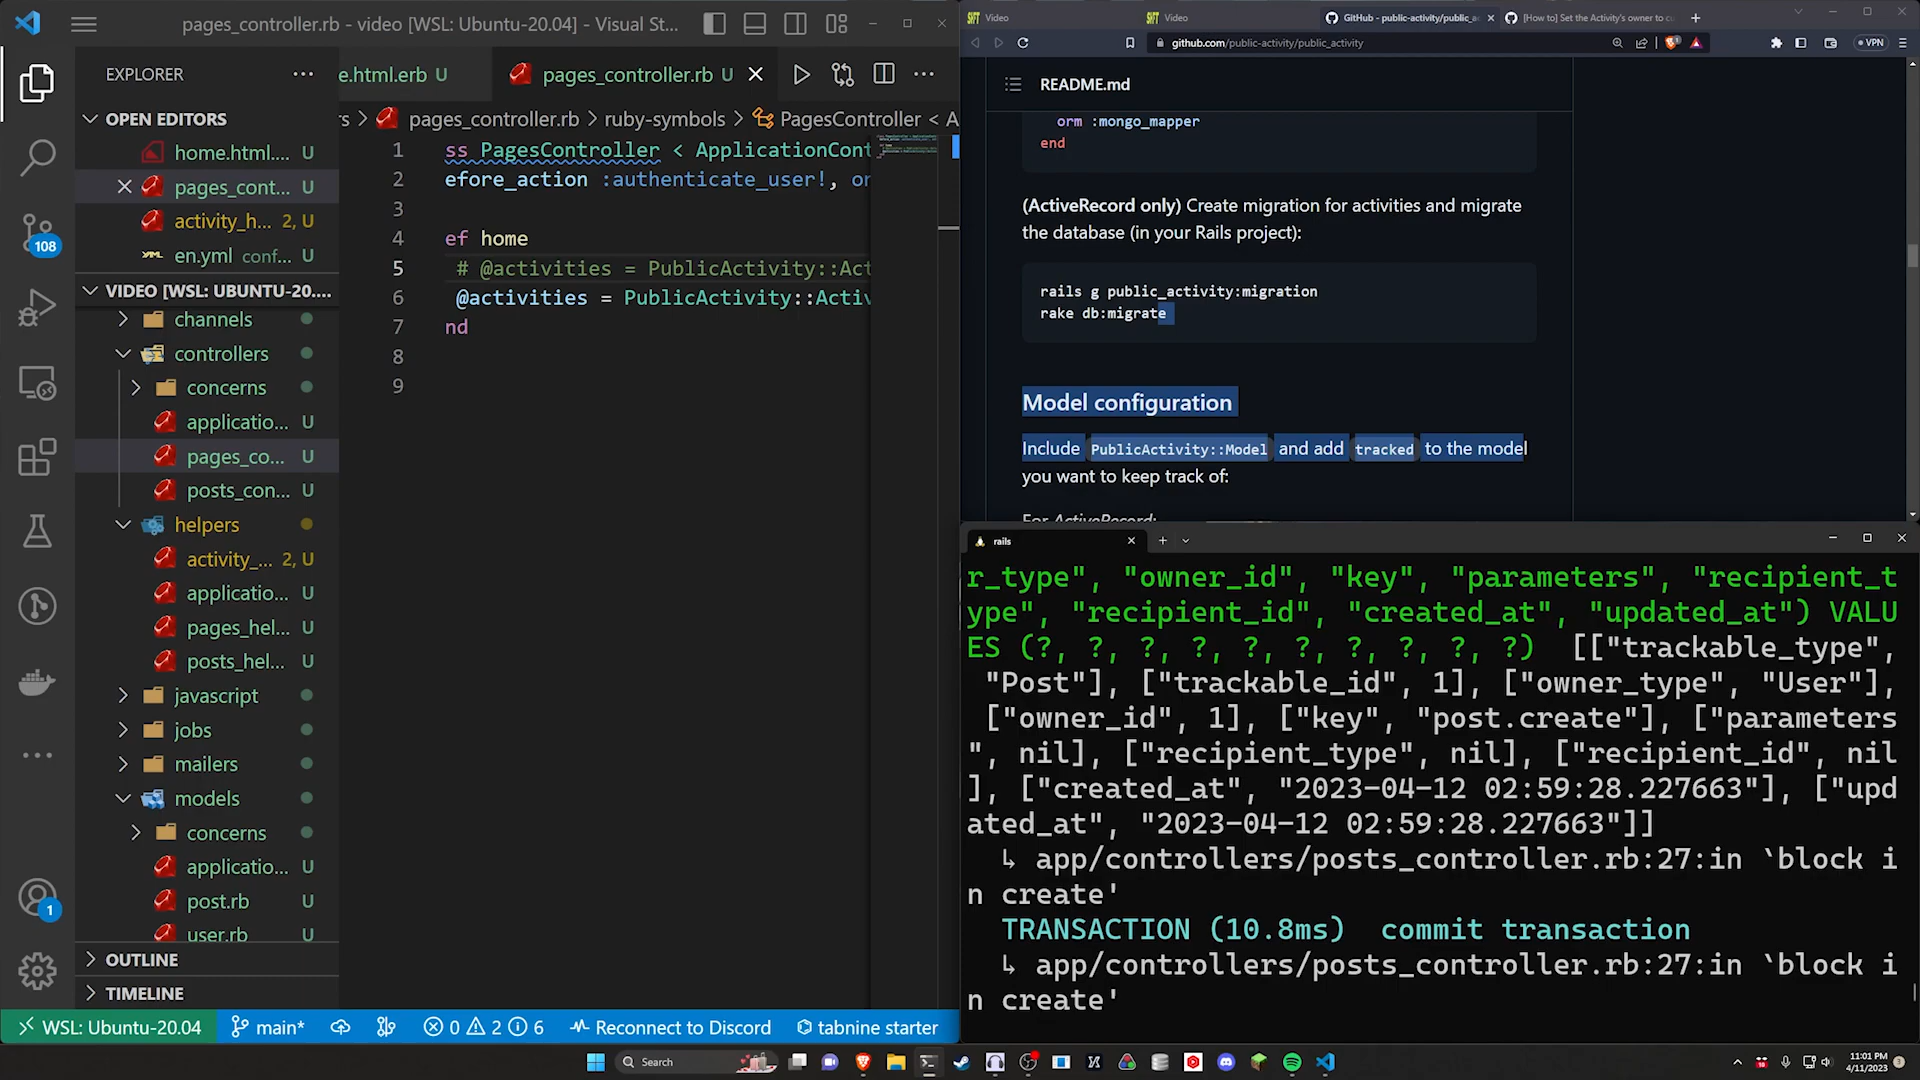 pages_controller.rb - video [WSL: Ubuntu-20.04] - Visual St...
EXPLORER
e.html.erb U
pages_controller.rb U
OPEN EDITORS
home.html.... U
pages_cont... U
activity_h... 2, U
en.yml conf... U
VIDEO [WSL: UBUNTU-20....
channels
controllers
concerns
applicatio... U
pages_co... U
posts_con... U
helpers
activity_... 2, U
applicatio... U
pages_hel... U
posts_hel... U
javascript
jobs
mailers
models
concerns
applicatio... U
post.rb U
user.rb U
OUTLINE
TIMELINE
108
1
rs > pages_controller.rb > ruby-symbols > PagesController < A
1 ss PagesController < ApplicationCont
2 efore_action :authenticate_user!, on
3
4 ef home
5 # @activities = PublicActivity::Act
6 @activities = PublicActivity::Activ
7 nd
8
9
WSL: Ubuntu-20.04 main* 0 2 6 Reconnect to Discord tabnine starter
Video
Video
GitHub - public-activity/public_a
[How to] Set the Activity's owner to cu
github.com/public-activity/public_activity
VPN
README.md
orm :mongo_mapper
end
(ActiveRecord only) Create migration for activities and migrate
the database (in your Rails project):
rails g public_activity:migration
rake db:migrate
Model configuration
Include PublicActivity::Model and add tracked to the model
you want to keep track of:
For ActiveRecord:
rails
r_type", "owner_id", "key", "parameters", "recipient_t
ype", "recipient_id", "created_at", "updated_at") VALU
ES (?, ?, ?, ?, ?, ?, ?, ?, ?, ?) [["trackable_type",
"Post"], ["trackable_id", 1], ["owner_type", "User"],
["owner_id", 1], ["key", "post.create"], ["parameters
", nil], ["recipient_type", nil], ["recipient_id", nil
], ["created_at", "2023-04-12 02:59:28.227663"], ["upd
ated_at", "2023-04-12 02:59:28.227663"]]
↳ app/controllers/posts_controller.rb:27:in `block i
n create'
TRANSACTION (10.8ms) commit transaction
↳ app/controllers/posts_controller.rb:27:in `block i
n create'
Search
11:01 PM
4/11/2023